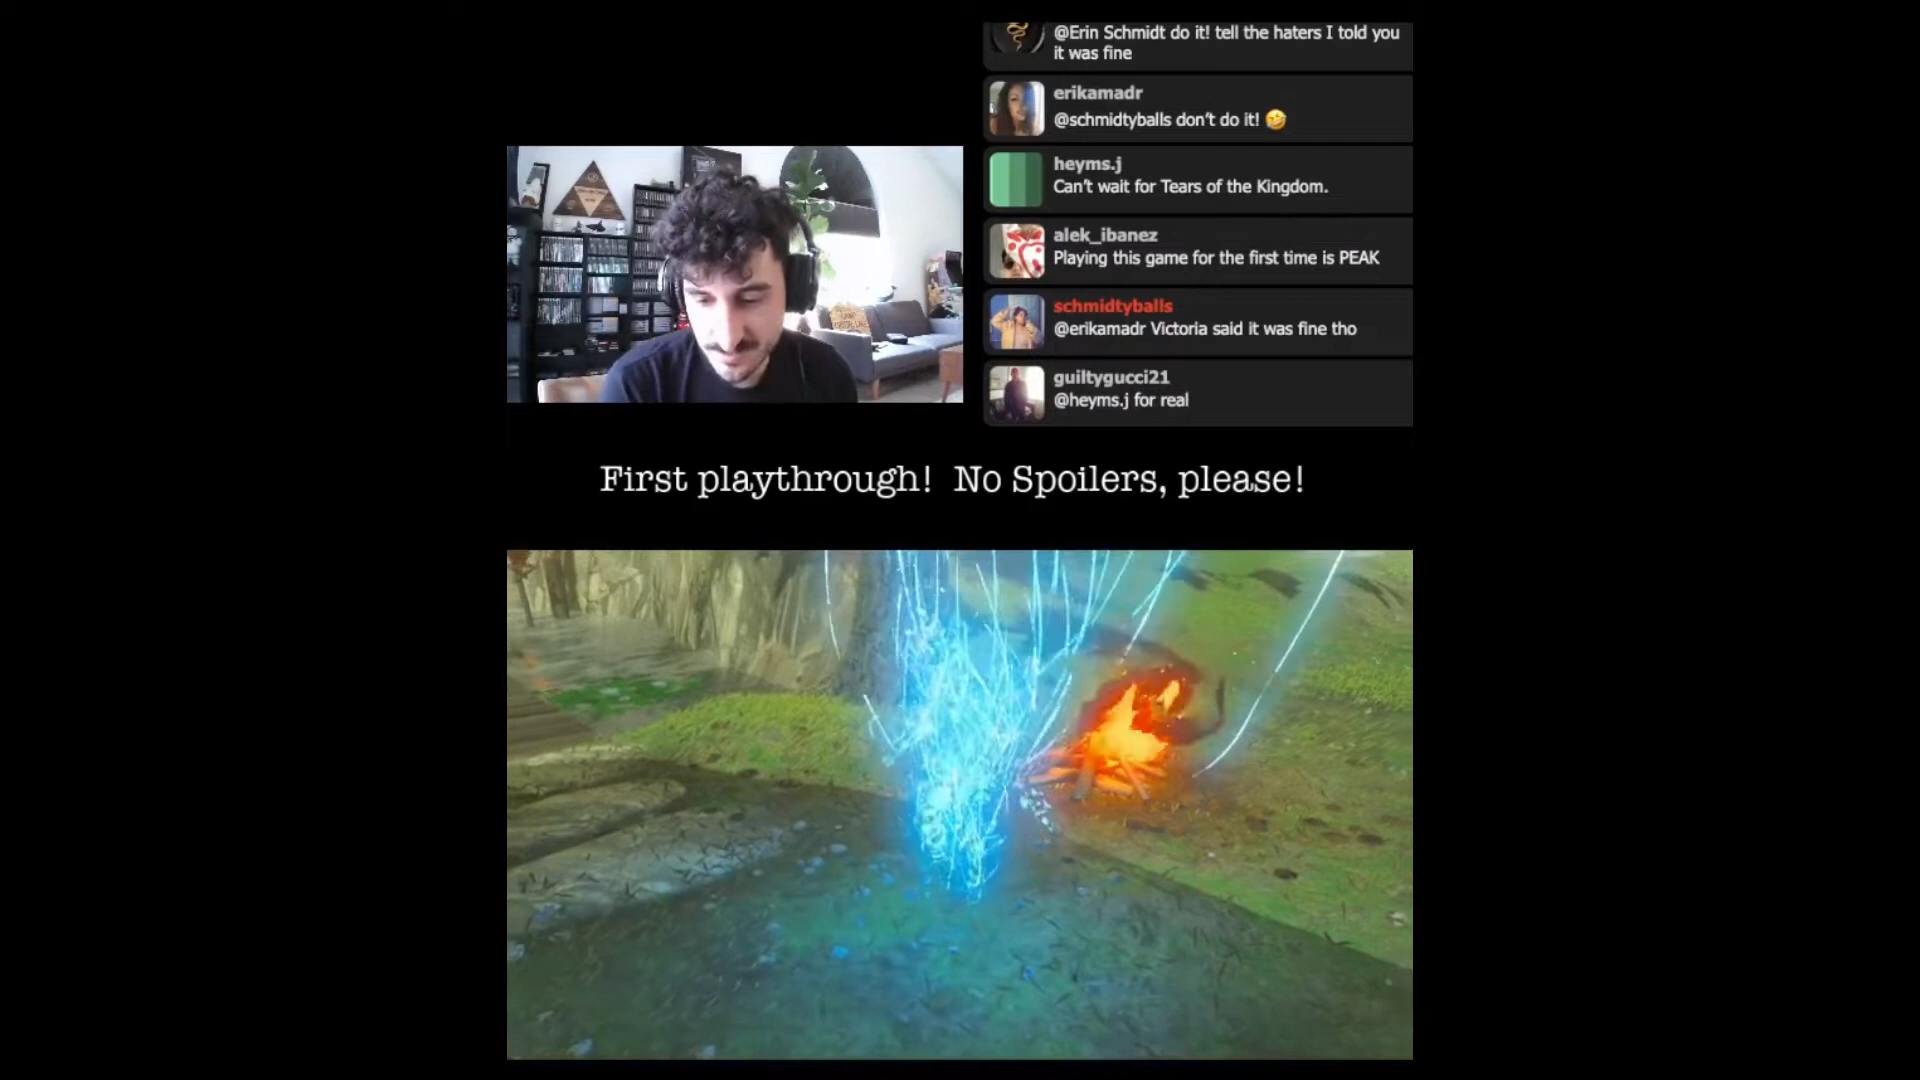 @Erin Schmidt do it! tell the haters I told you
it was fine
erikamadr
@schmidtyballs don't do it! 🤣
heyms.j
Can't wait for Tears of the Kingdom.
alek_ibanez
Playing this game for the first time is PEAK
schmidtyballs
@erikamadr Victoria said it was fine tho
guiltygucci21
@heyms.j for real
First playthrough! No Spoilers, please!